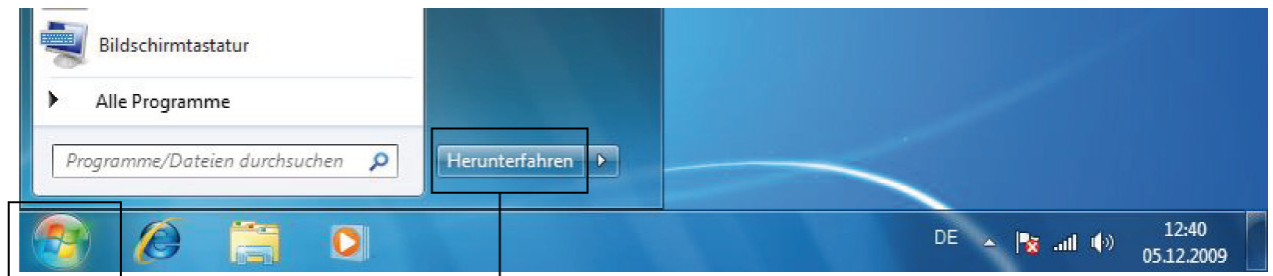 Bildschirmtastatur
Alle Programme
Programme/Dateien durchsuchen
Herunterfahren
DE
12:40
05.12.2009